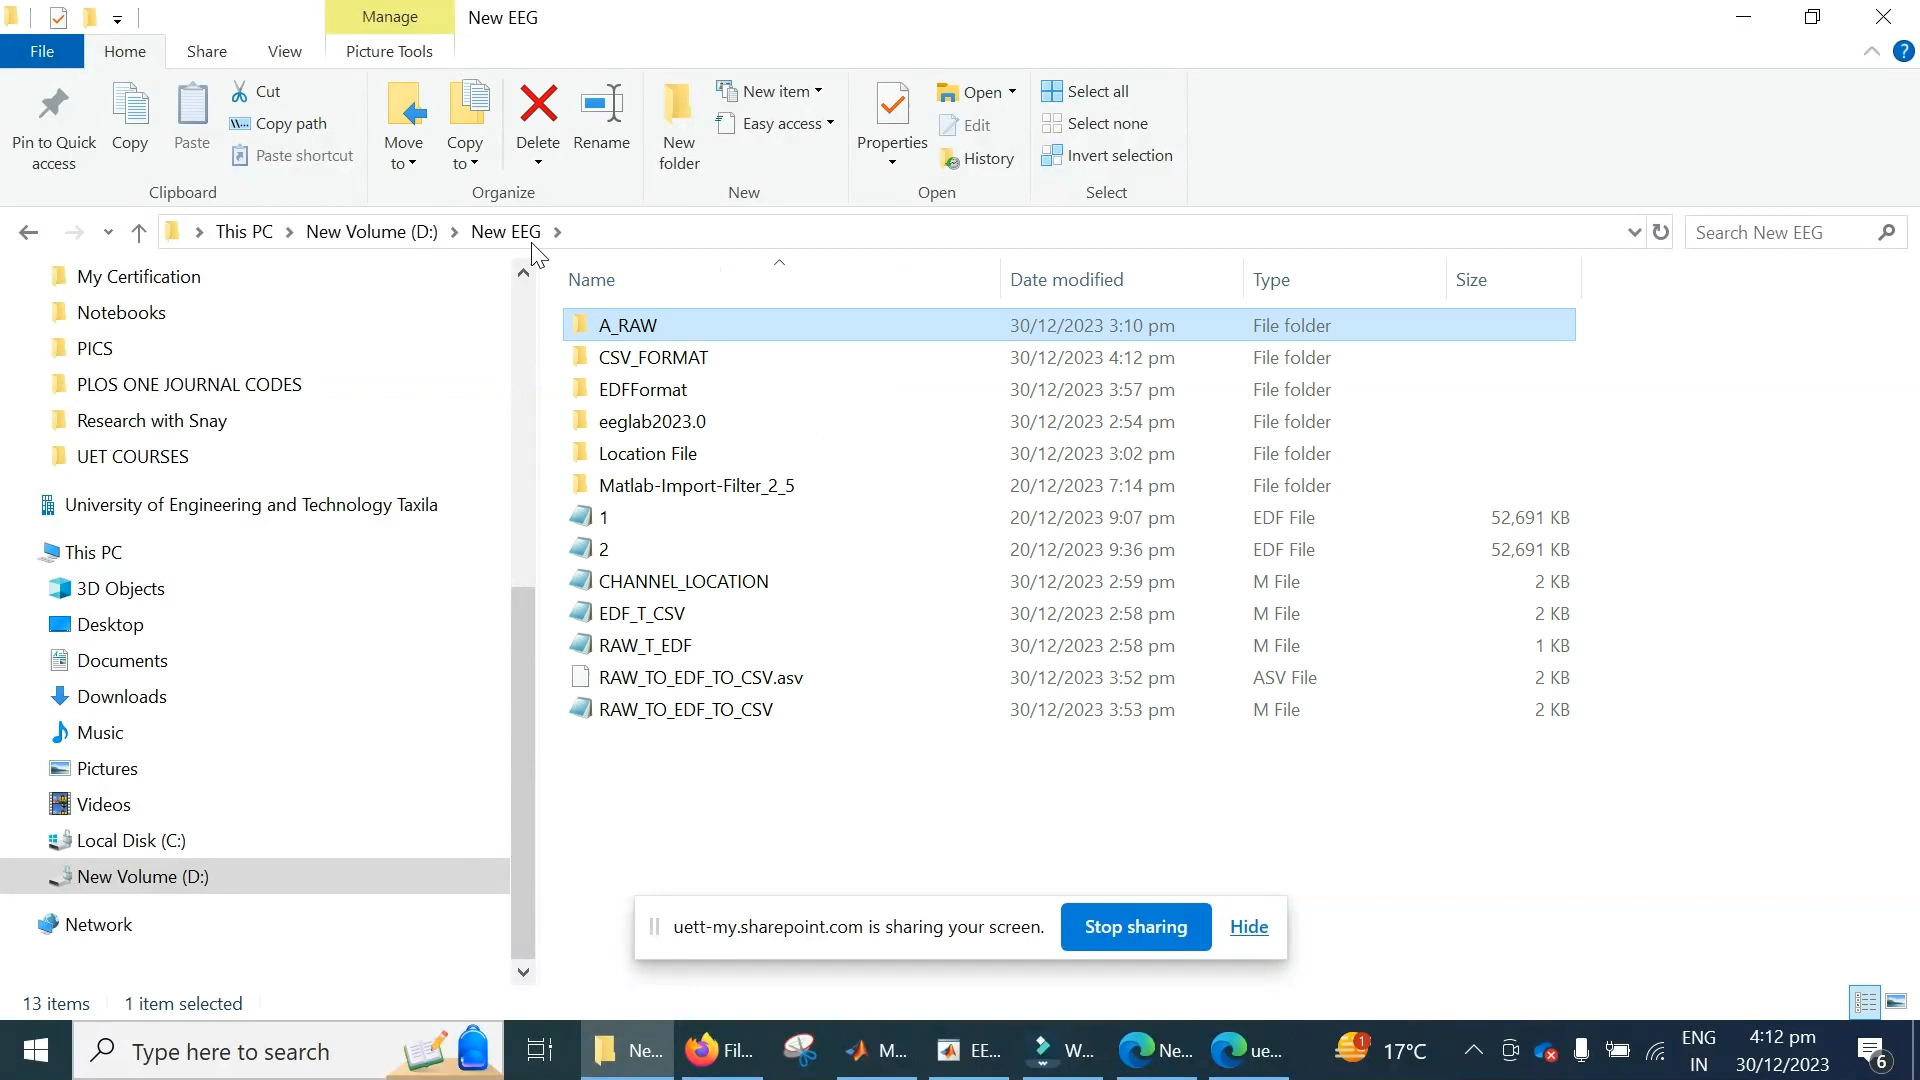 Manage
New EEG
File
Home
Share
View
Picture Tools
Pin to Quick access
Copy
Paste
Cut
Copy path
Paste shortcut
Clipboard
Move to
Copy to
Delete
Rename
Organize
New folder
New item
Easy access
New
Properties
Open
Edit
History
Open
Select all
Select none
Invert selection
Select
This PC
New Volume (D:)
New EEG
Search New EEG
My Certification
Notebooks
PICS
PLOS ONE JOURNAL CODES
Research with Snay
UET COURSES
University of Engineering and Technology Taxila
This PC
3D Objects
Desktop
Documents
Downloads
Music
Pictures
Videos
Local Disk (C:)
New Volume (D:)
Network
Name Date modified Type Size
A_RAW 30/12/2023 3:10 pm File folder
CSV_FORMAT 30/12/2023 4:12 pm File folder
EDFFormat 30/12/2023 3:57 pm File folder
eeglab2023.0 30/12/2023 2:54 pm File folder
Location File 30/12/2023 3:02 pm File folder
Matlab-Import-Filter_2_5 20/12/2023 7:14 pm File folder
1 20/12/2023 9:07 pm EDF File 52,691 KB
2 20/12/2023 9:36 pm EDF File 52,691 KB
CHANNEL_LOCATION 30/12/2023 2:59 pm M File 2 KB
EDF_T_CSV 30/12/2023 2:58 pm M File 2 KB
RAW_T_EDF 30/12/2023 2:58 pm M File 1 KB
RAW_TO_EDF_TO_CSV.asv 30/12/2023 3:52 pm ASV File 2 KB
RAW_TO_EDF_TO_CSV 30/12/2023 3:53 pm M File 2 KB
uett-my.sharepoint.com is sharing your screen.
Stop sharing
Hide
13 items
1 item selected
Type here to search
Ne...
Fil...
M...
EE...
W...
Ne...
ue...
1
17°C
ENG
IN
4:12 pm
30/12/2023
6